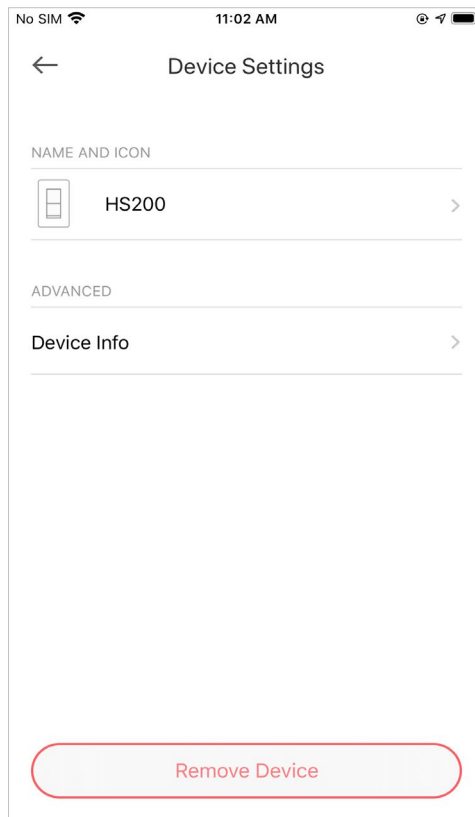 No SIM 11:02 AM
Device Settings
NAME AND ICON
HS200
ADVANCED
Device Info
Remove Device